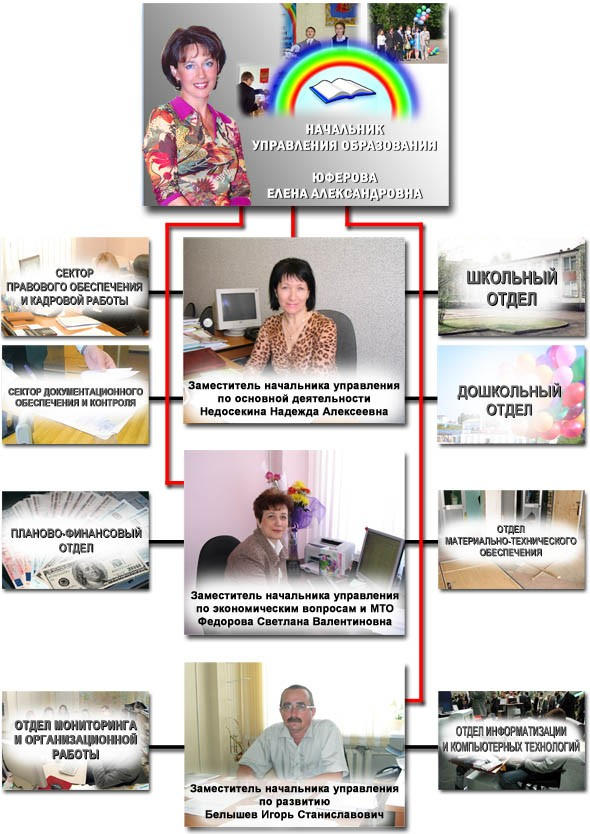 НАЧАЛЬНИК
УПРАВЛЕНИЯ ОБРАЗОВАНИЯ
ЮФЕРОВА
ЕЛЕНА АЛЕКСАНДРОВНА
СЕКТОР
ПРАВОВОГО ОБЕСПЕЧЕНИЯ
И КАДРОВОЙ РАБОТЫ
Заместитель начальника управления
по основной деятельности
Недосекина Надежда Алексеевна
ШКОЛЬНЫЙ
ОТДЕЛ
СЕКТОР ДОКУМЕНТАЦИОННОГО
ОБЕСПЕЧЕНИЯ И КОНТРОЛЯ
ДОШКОЛЬНЫЙ
ОТДЕЛ
ПЛАНОВО-ФИНАНСОВЫЙ
ОТДЕЛ
Заместитель начальника управления
по экономическим вопросам и МТО
Федорова Светлана Валентиновна
ОТДЕЛ
МАТЕРИАЛЬНО-ТЕХНИЧЕСКОГО
ОБЕСПЕЧЕНИЯ
ОТДЕЛ МОНИТОРИНГА
И ОРГАНИЗАЦИОННОЙ
РАБОТЫ
Заместитель начальника управления
по развитию
Белышев Игорь Станиславович
ОТДЕЛ ИНФОРМАТИЗАЦИИ
И КОМПЬЮТЕРНЫХ ТЕХНОЛОГИЙ